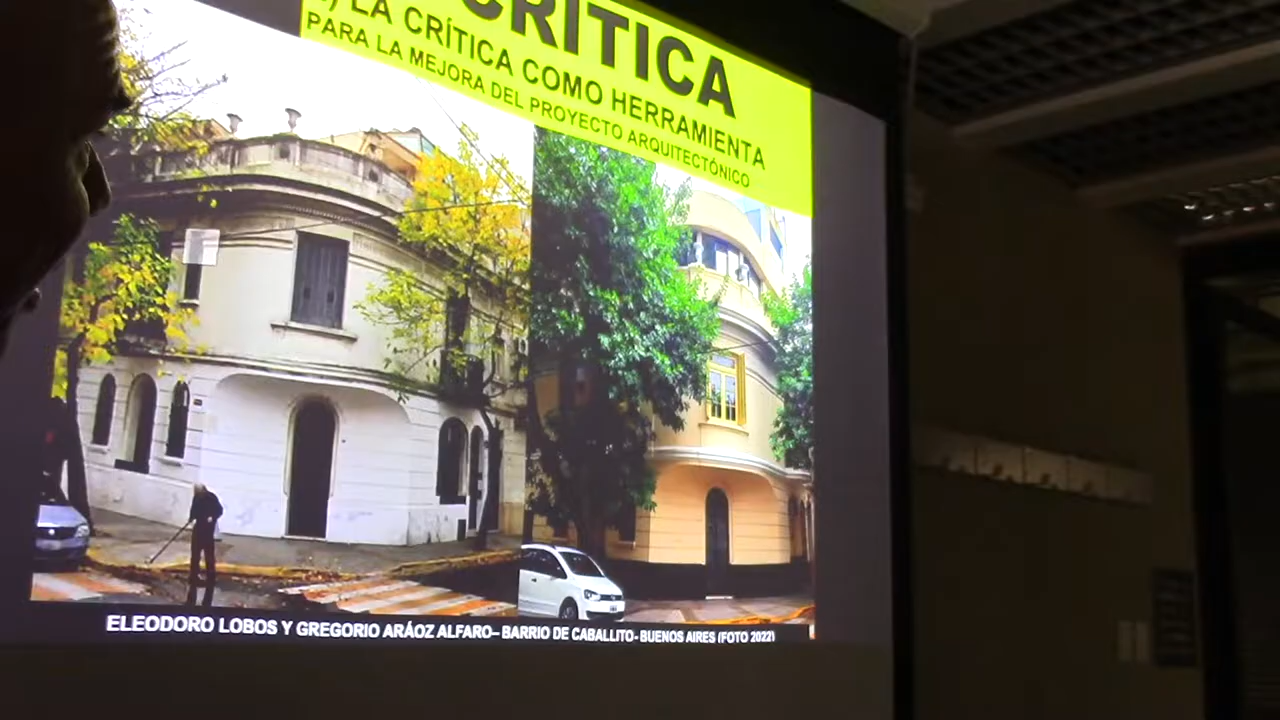 CRÍTICA
LA CRÍTICA COMO HERRAMIENTA
PARA LA MEJORA DEL PROYECTO ARQUITECTÓNICO
ELEODORO LOBOS Y GREGORIO ARÁOZ ALFARO– BARRIO DE CABALLITO- BUENOS AIRES (FOTO 2022)